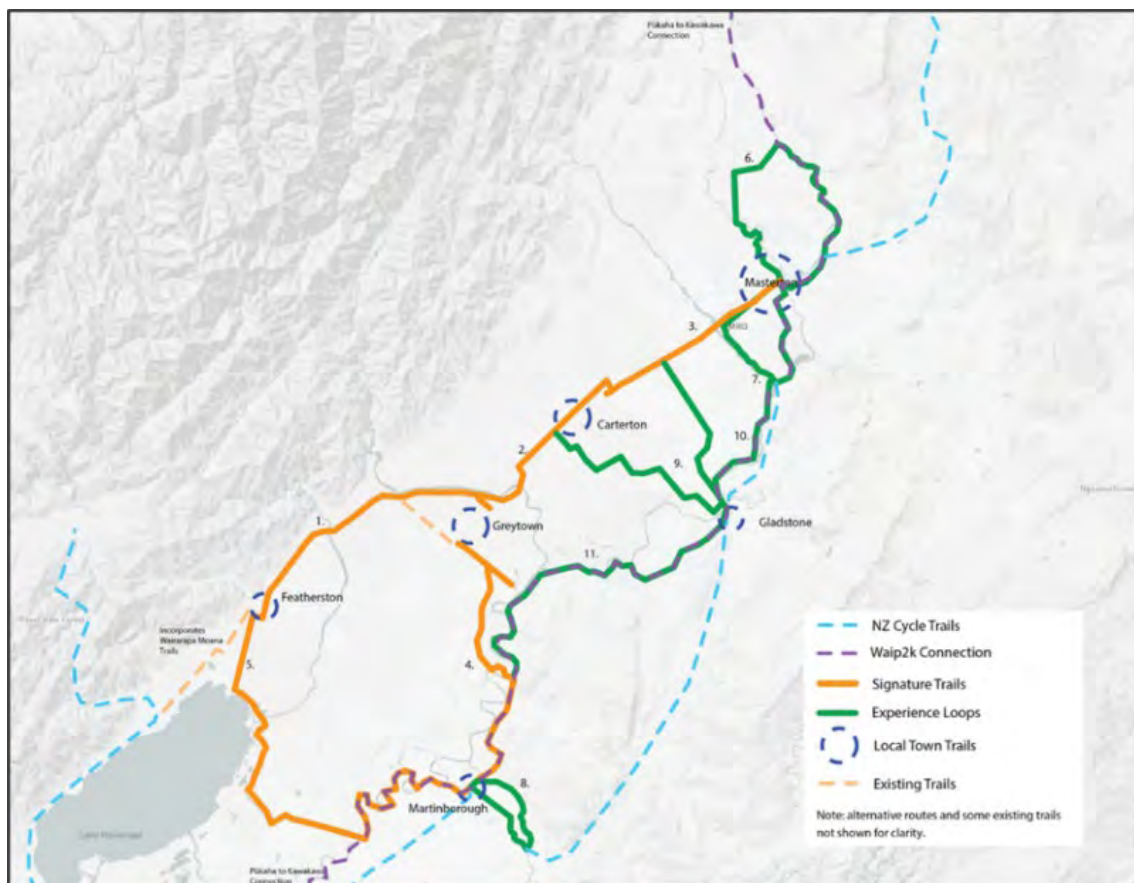 Pūkaha to Kawakawa
Connection
6.
Masterton
3.
7.
Carterton
10.
2.
9.
Greytown
Gladstone
1.
11.
Featherston
Incorporates
Wairarapa Moana
Trails
5.
4.
8.
Martinborough
Pūkaha to Kawakawa
Connection
NZ Cycle Trails
Waip2k Connection
Signature Trails
Experience Loops
Local Town Trails
Existing Trails
Note: alternative routes and some existing trails
not shown for clarity.